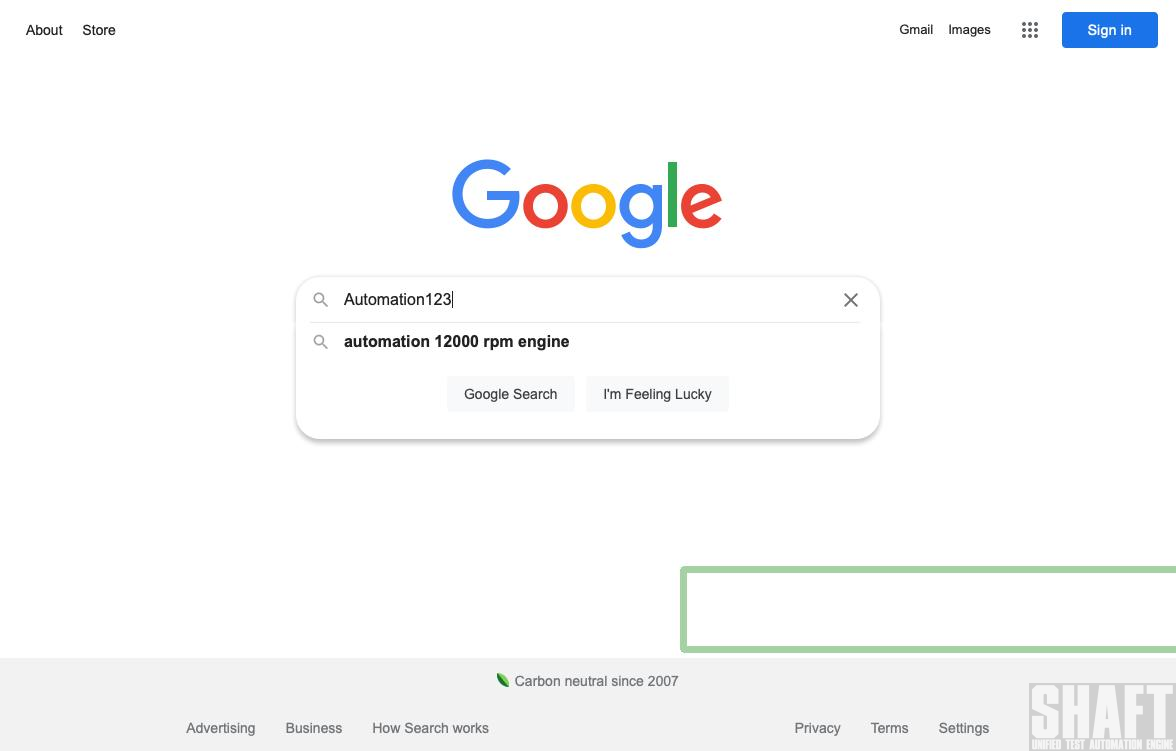 About Store
Gmail Images
Sign in
Google
Automation123
automation 12000 rpm engine
Google Search I'm Feeling Lucky
Carbon neutral since 2007
Advertising Business How Search works
Privacy Terms Settings
SHAFT
UNIFIED TEST AUTOMATION ENGINE